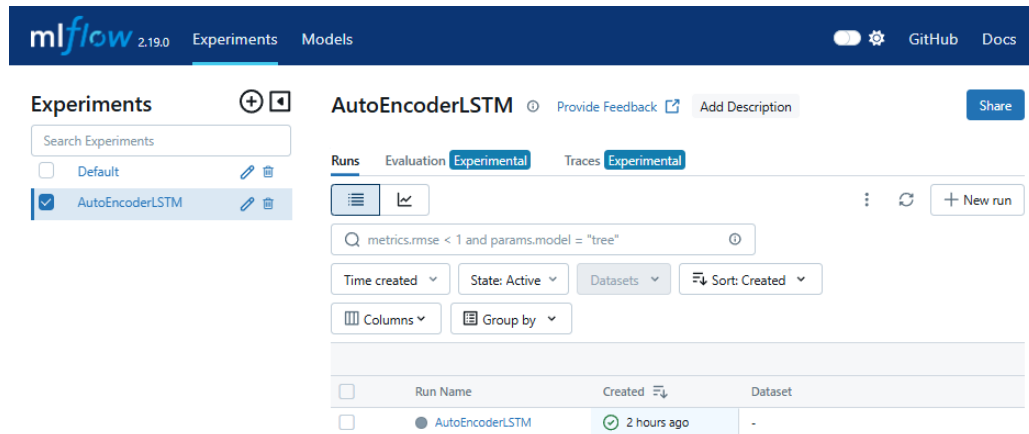 mlflow 2.19.0 Experiments Models GitHub Docs
Experiments
Search Experiments
Default
AutoEncoderLSTM
AutoEncoderLSTM Provide Feedback Add Description Share
Runs Evaluation Experimental Traces Experimental
New run
metrics.rmse < 1 and params.model = "tree"
Time created State: Active Datasets Sort: Created
Columns Group by
Run Name Created Dataset
AutoEncoderLSTM 2 hours ago -